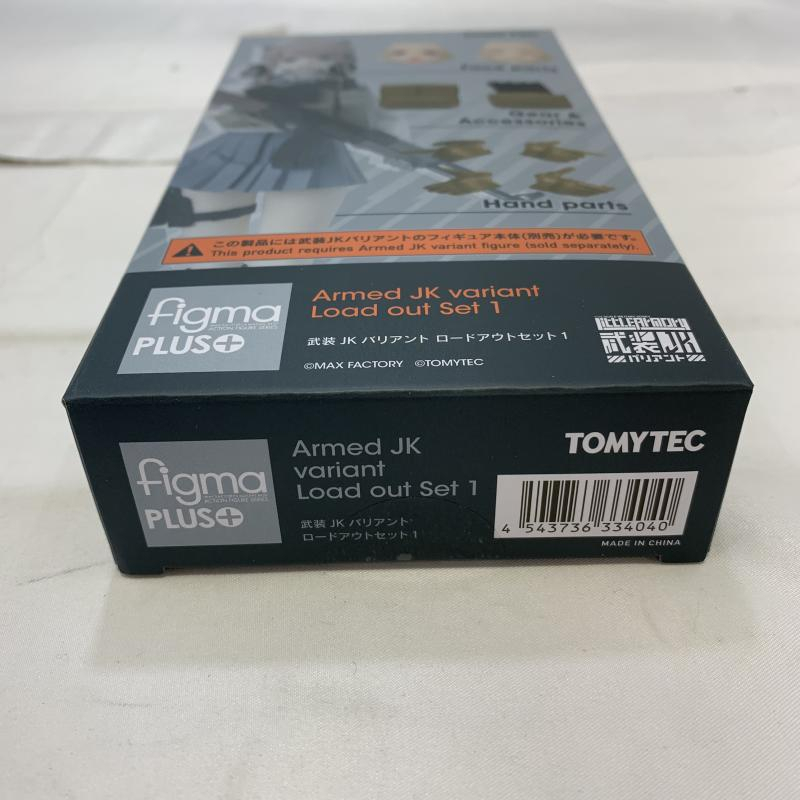 Face parts
Gear &
Accessories
Hand parts
この製品には武装JKバリアントのフィギュア本体(別売)が必要です。
This product requires Armed JK variant figure (sold separately).
figma
PLUS+
Armed JK variant
Load out Set 1
武装 JK バリアント ロードアウトセット 1
©MAX FACTORY ©TOMYTEC
LITTLE ARMORY
武装JK
バリアント
figma
ACTION FIGURE SERIES
PLUS+
Armed JK
variant
Load out Set 1
武装 JK バリアント
ロードアウトセット 1
TOMYTEC
4 543736 334040
MADE IN CHINA